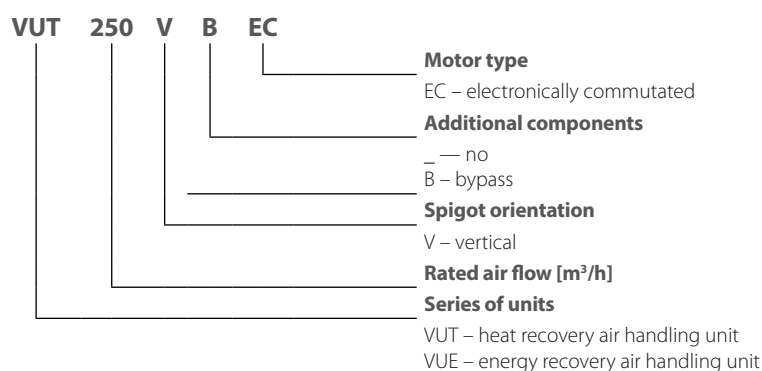 VUT 250 V B EC
Motor type
EC – electronically commutated
Additional components
_ — no
B – bypass
Spigot orientation
V – vertical
Rated air flow [m³/h]
Series of units
VUT – heat recovery air handling unit
VUE – energy recovery air handling unit